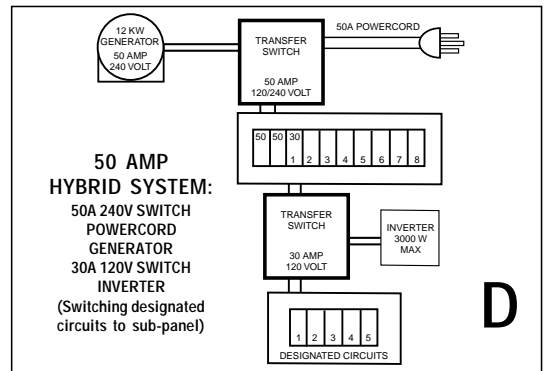 12 KW
GENERATOR
50 AMP
240 VOLT
TRANSFER
SWITCH
50 AMP
120/240 VOLT
50A POWERCORD
50 50 30
1 2 3 4 5 6 7 8
50 AMP
HYBRID SYSTEM:
50A 240V SWITCH
POWERCORD
GENERATOR
30A 120V SWITCH
INVERTER
(Switching designated
circuits to sub-panel)
TRANSFER
SWITCH
30 AMP
120 VOLT
INVERTER
3000 W
MAX
1 2 3 4 5
DESIGNATED CIRCUITS
D